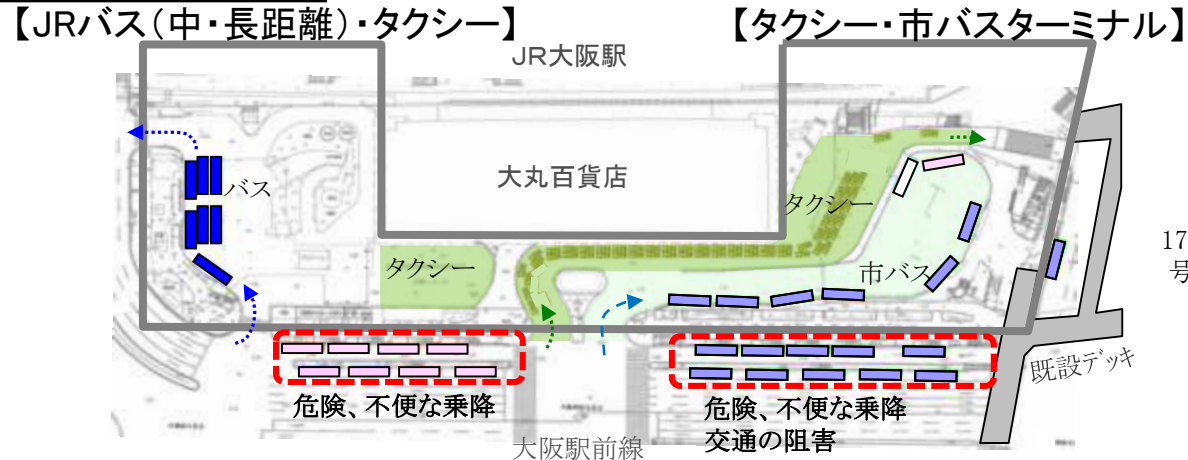 【JRバス(中・長距離)・タクシー】
【タクシー・市バスターミナル】
JR大阪駅
大丸百貨店
バス
タクシー
タクシー
市バス
17
号
既設デッキ
危険、不便な乗降
危険、不便な乗降
交通の阻害
大阪駅前線